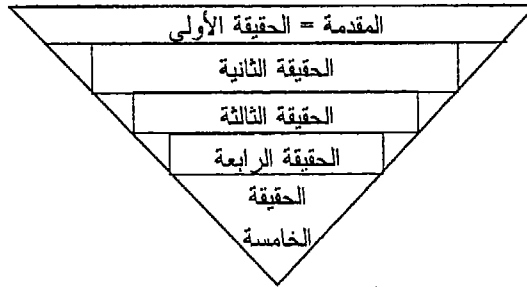 المقدمة = الحقيقة الأولى
الحقيقة الثانية
الحقيقة الثالثة
الحقيقة الرابعة
الحقيقة
الخامسة